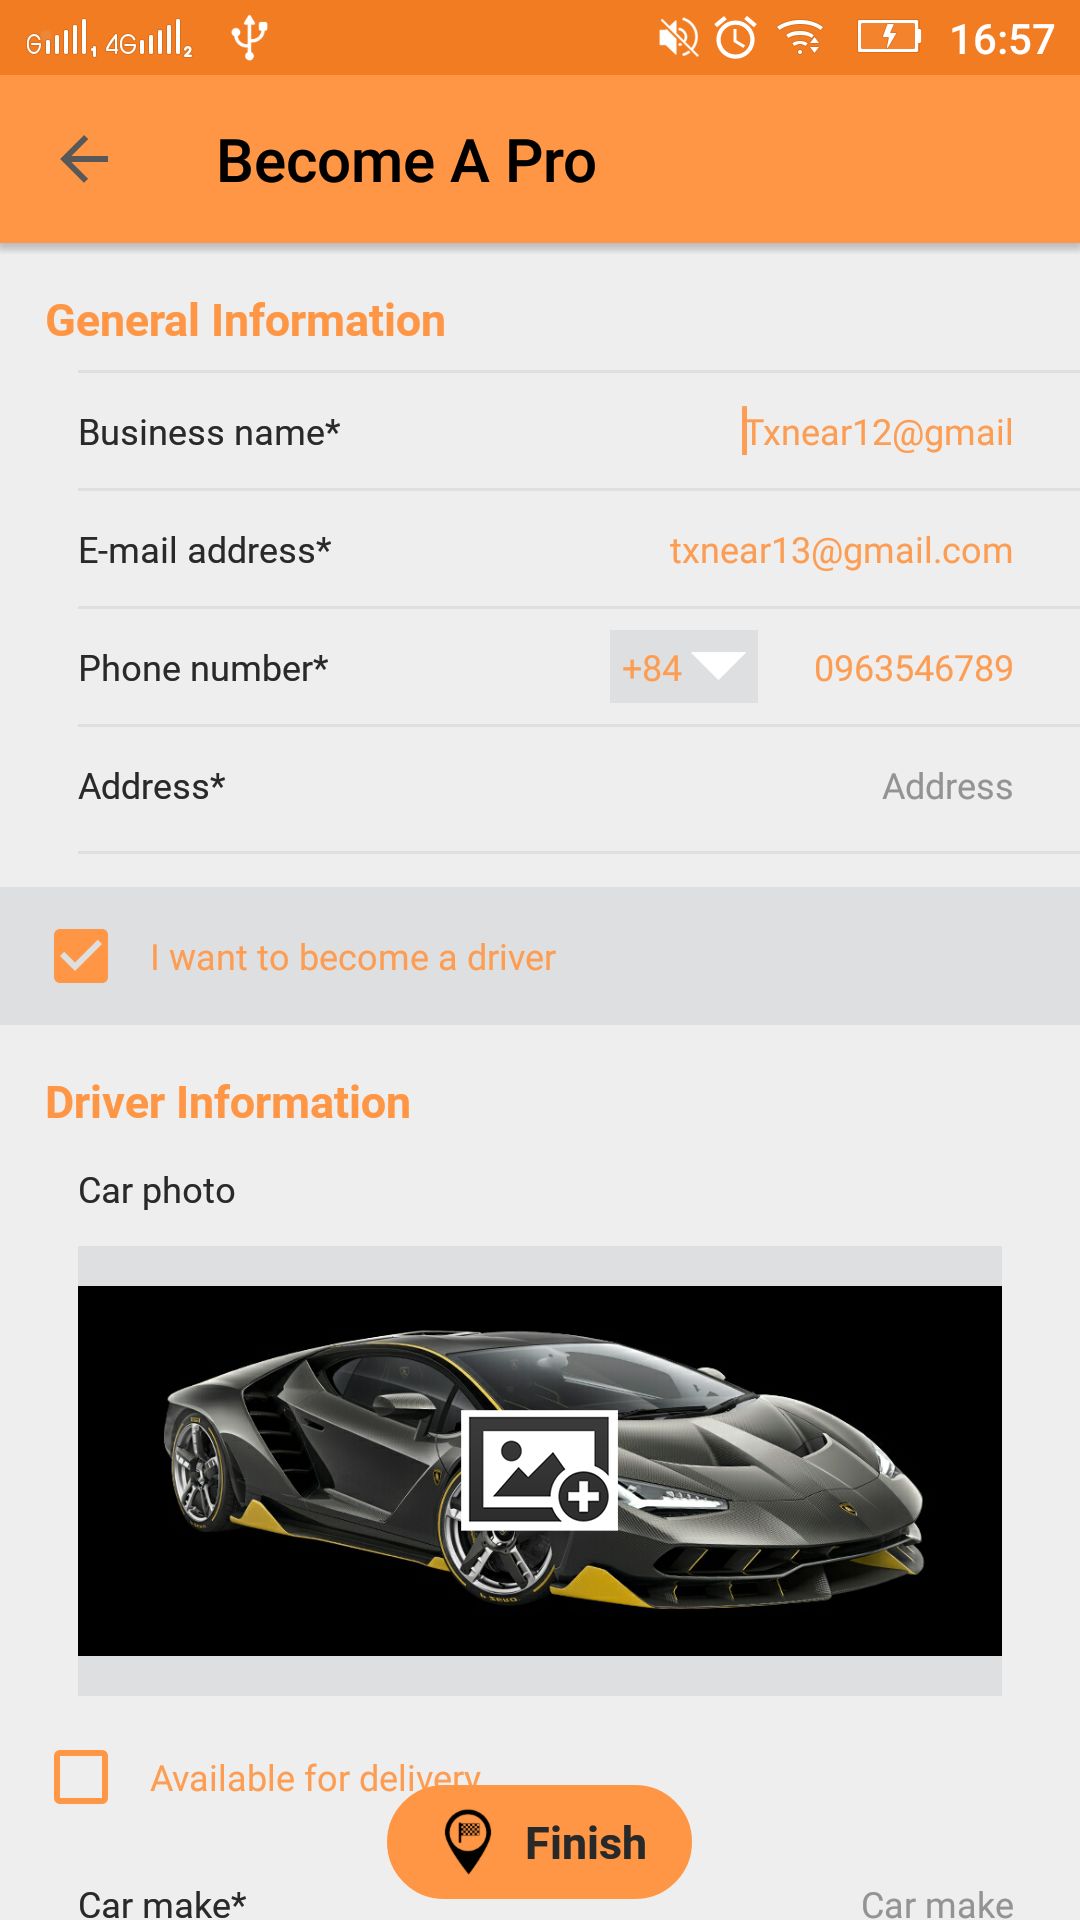 G 1 4G 2 16:57
Become A Pro
General Information
Business name* Txnear12@gmail
E-mail address* txnear13@gmail.com
Phone number* +84 0963546789
Address* Address
I want to become a driver
Driver Information
Car photo
Available for delivery
Finish
Car make* Car make